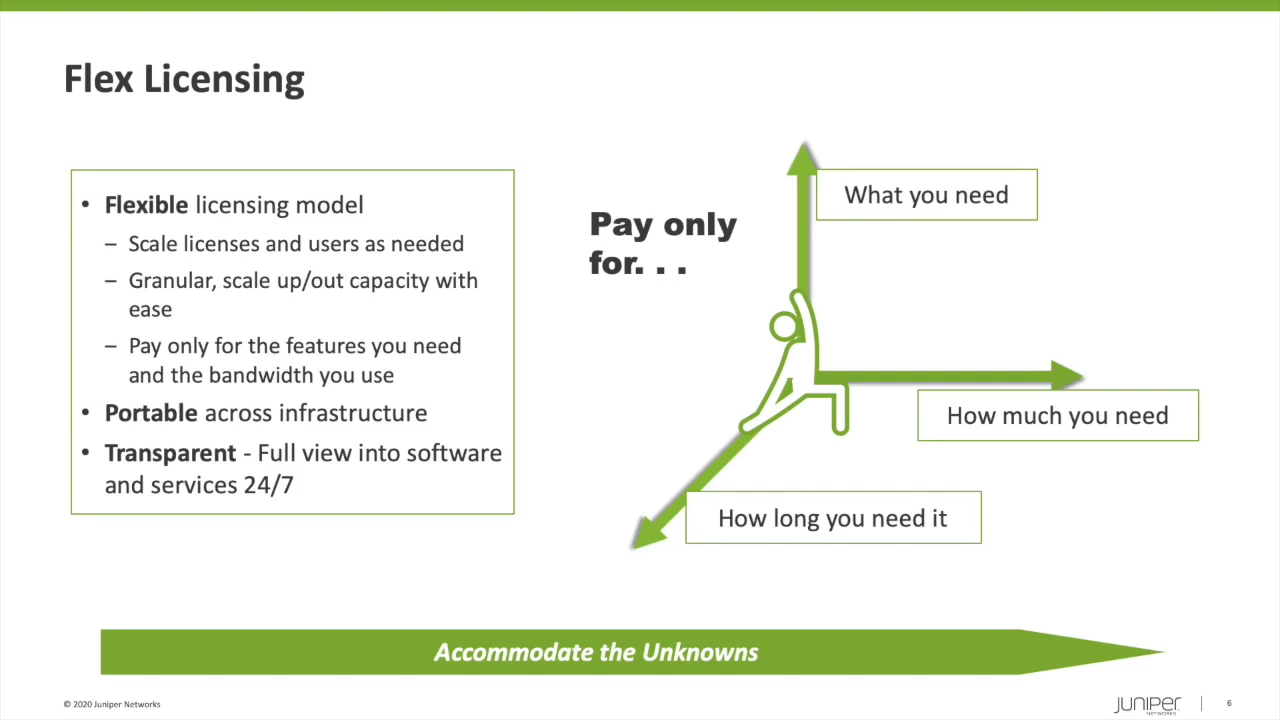 Flex Licensing
• Flexible licensing model
– Scale licenses and users as needed
– Granular, scale up/out capacity with
ease
– Pay only for the features you need
and the bandwidth you use
• Portable across infrastructure
• Transparent - Full view into software
and services 24/7
Pay only
for. . .
What you need
How much you need
How long you need it
Accommodate the Unknowns
© 2020 Juniper Networks
JUNIPER
NETWORKS
6